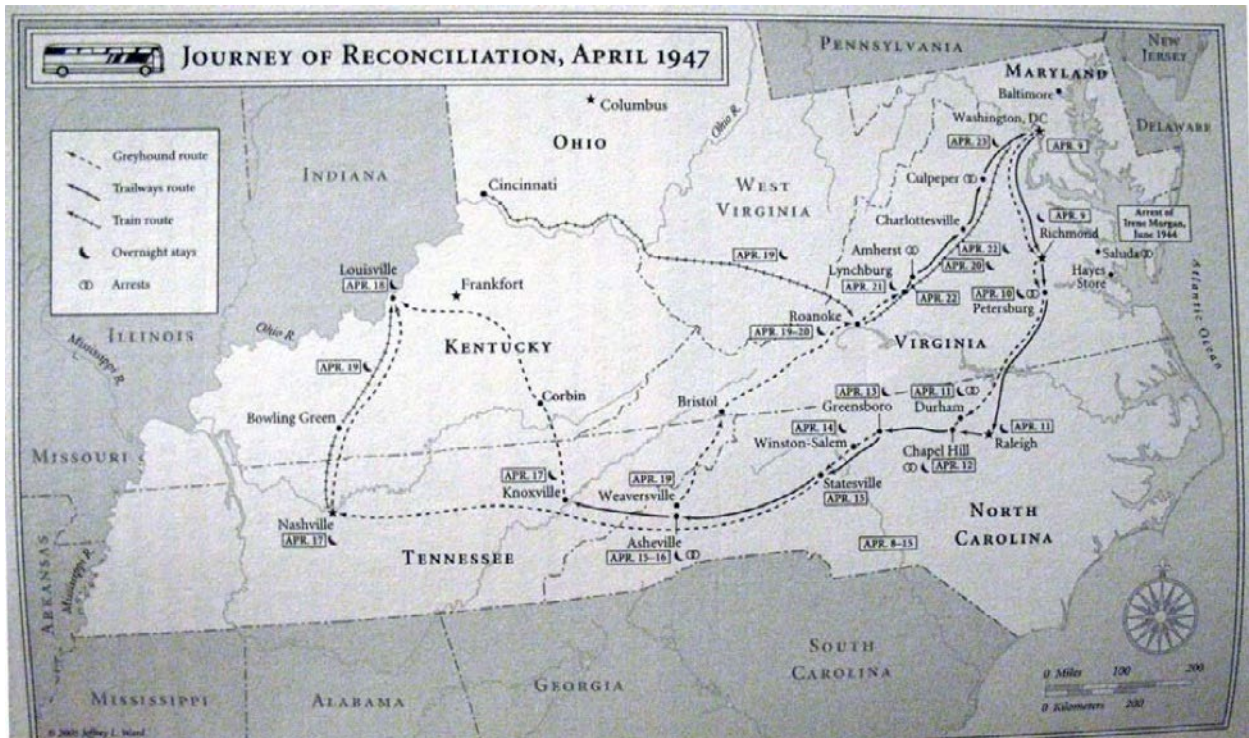 JOURNEY OF RECONCILIATION, APRIL 1947
Greyhound route
Trailways route
Train route
Overnight stays
Arrests
PENNSYLVANIA
NEW
JERSEY
MARYLAND
Baltimore
Washington, DC
APR. 9
DELAWARE
Columbus
OHIO
Ohio R.
INDIANA
Cincinnati
WEST
VIRGINIA
APR. 23
Culpeper
Charlottesville
APR. 9
Richmond
Arrest of
Irene Morgan,
June 1944
Saluda
Hayes
Store
Atlantic Ocean
Amherst
APR. 22
APR. 20
Lynchburg
APR. 21
APR. 22
APR. 10
Petersburg
APR. 19
Louisville
APR. 18
Frankfort
ILLINOIS
Ohio R.
Mississippi R.
KENTUCKY
Roanoke
APR. 19–20
VIRGINIA
APR. 19
Bowling Green
Corbin
Bristol
APR. 13
Greensboro
APR. 11
Durham
APR. 14
Winston-Salem
APR. 11
Raleigh
Chapel Hill
APR. 12
MISSOURI
APR. 17
Knoxville
APR. 19
Weaversville
Statesville
APR. 15
Nashville
APR. 17
TENNESSEE
Asheville
APR. 15–16
APR. 8–15
NORTH
CAROLINA
ARKANSAS
Mississippi R.
SOUTH
CAROLINA
GEORGIA
ALABAMA
MISSISSIPPI
0 Miles 100 200
0 Kilometers 200
© 2005 Jeffrey L. Ward